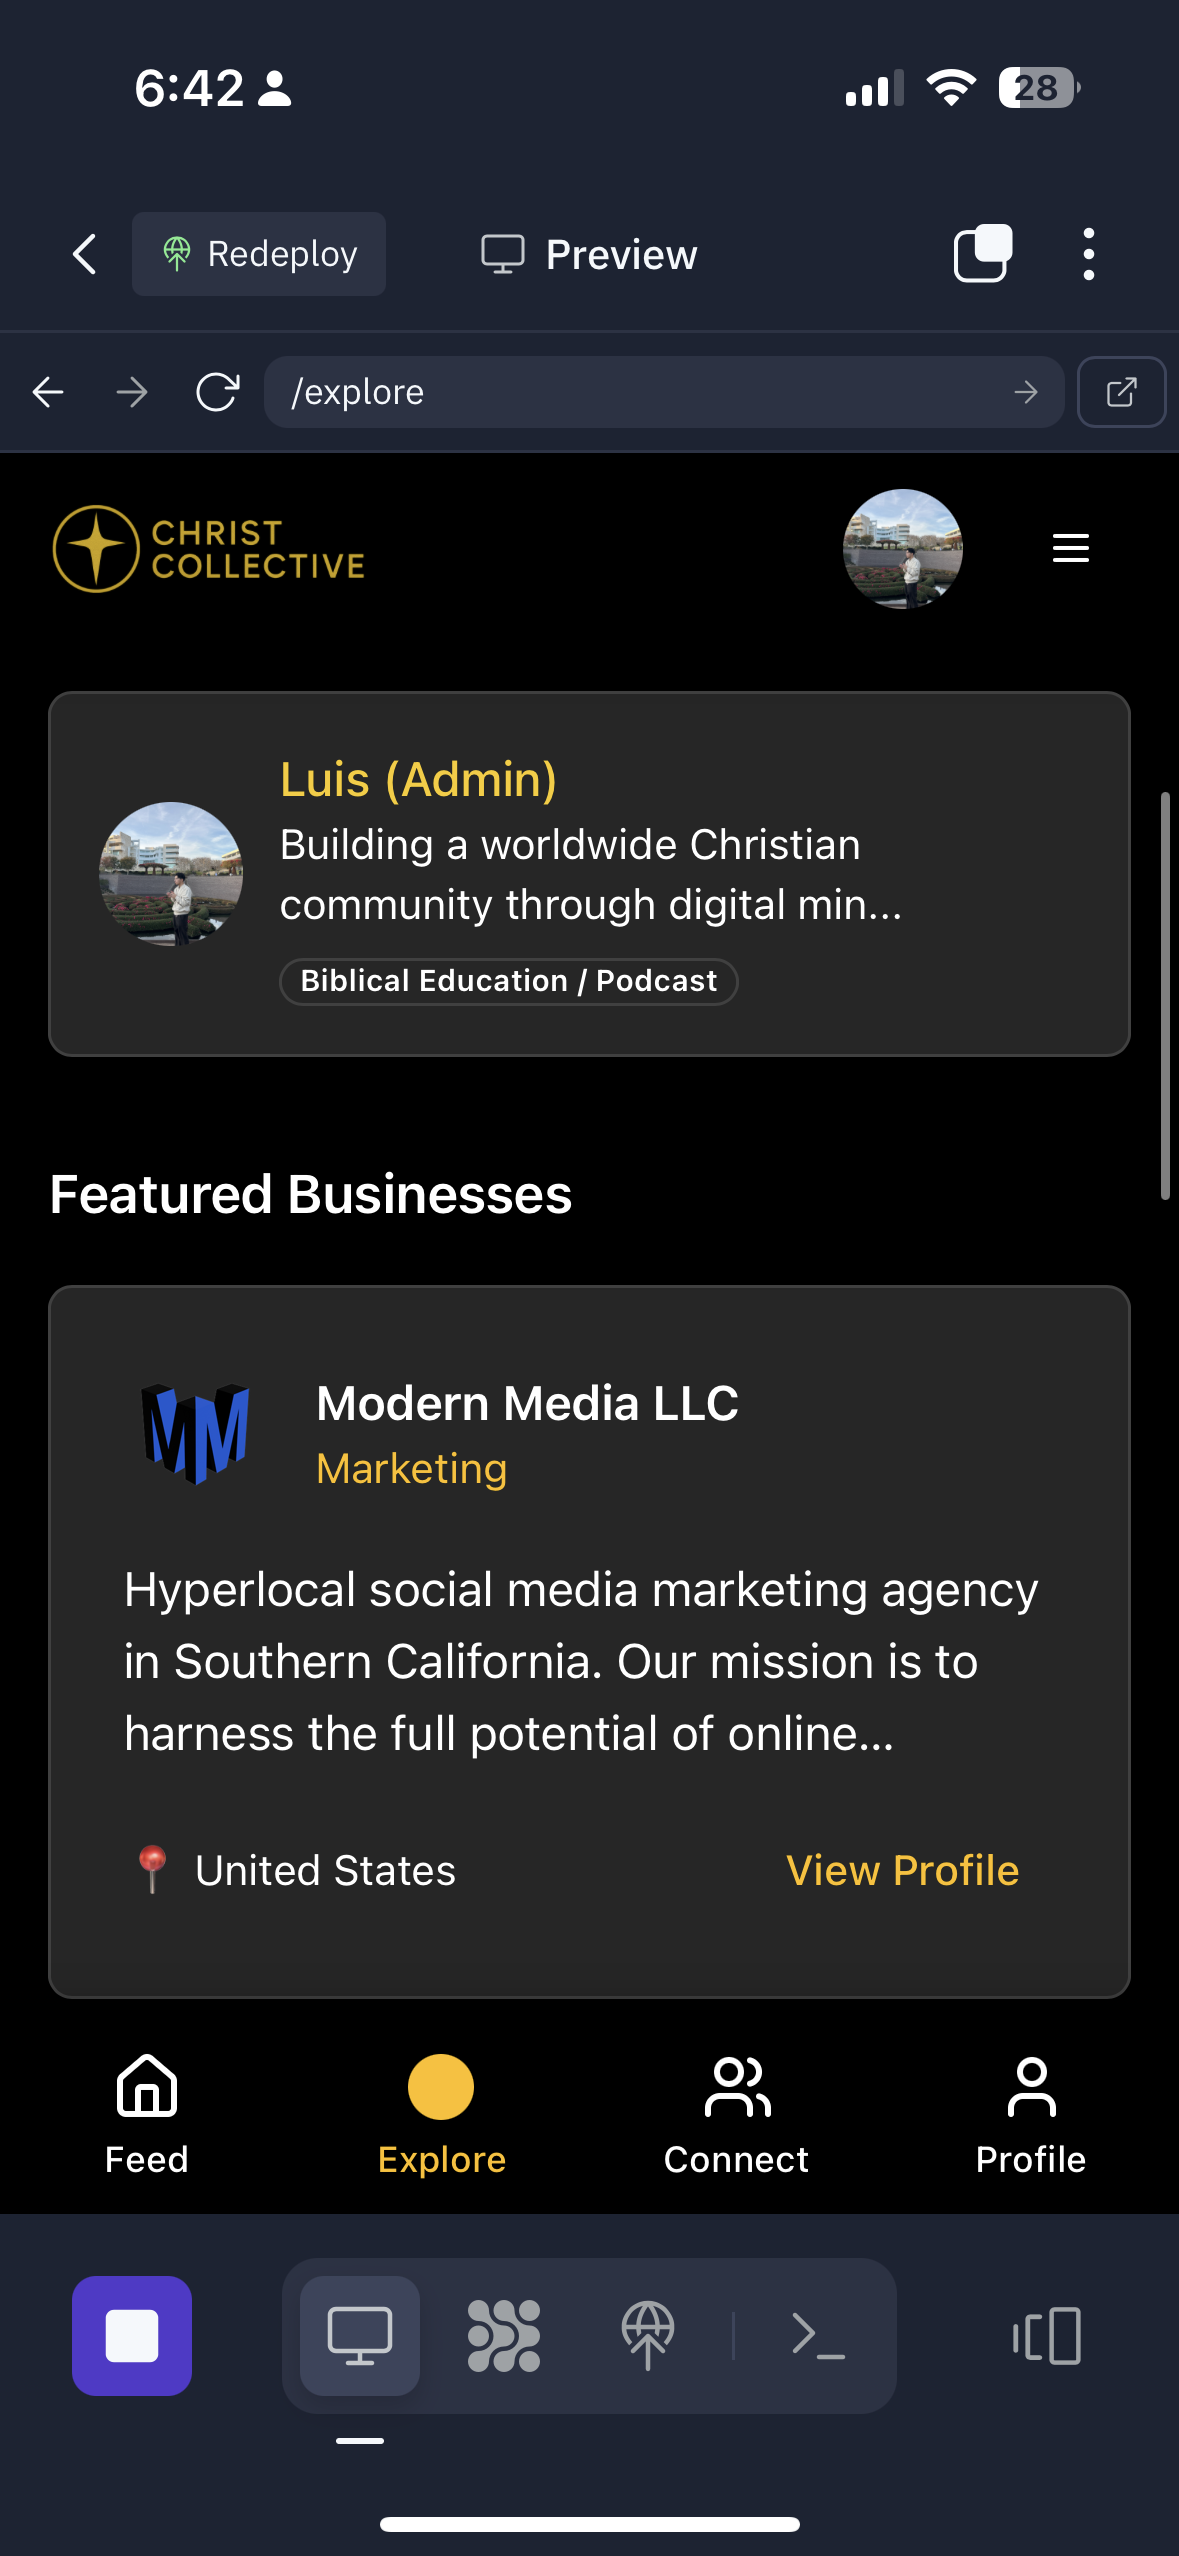 6:42
28
Redeploy
Preview
/explore
CHRIST
COLLECTIVE
Luis (Admin)
Building a worldwide Christian
community through digital min...
Biblical Education / Podcast
Featured Businesses
MM
Modern Media LLC
Marketing
Hyperlocal social media marketing agency
in Southern California. Our mission is to
harness the full potential of online...
United States
View Profile
Feed
Explore
Connect
Profile